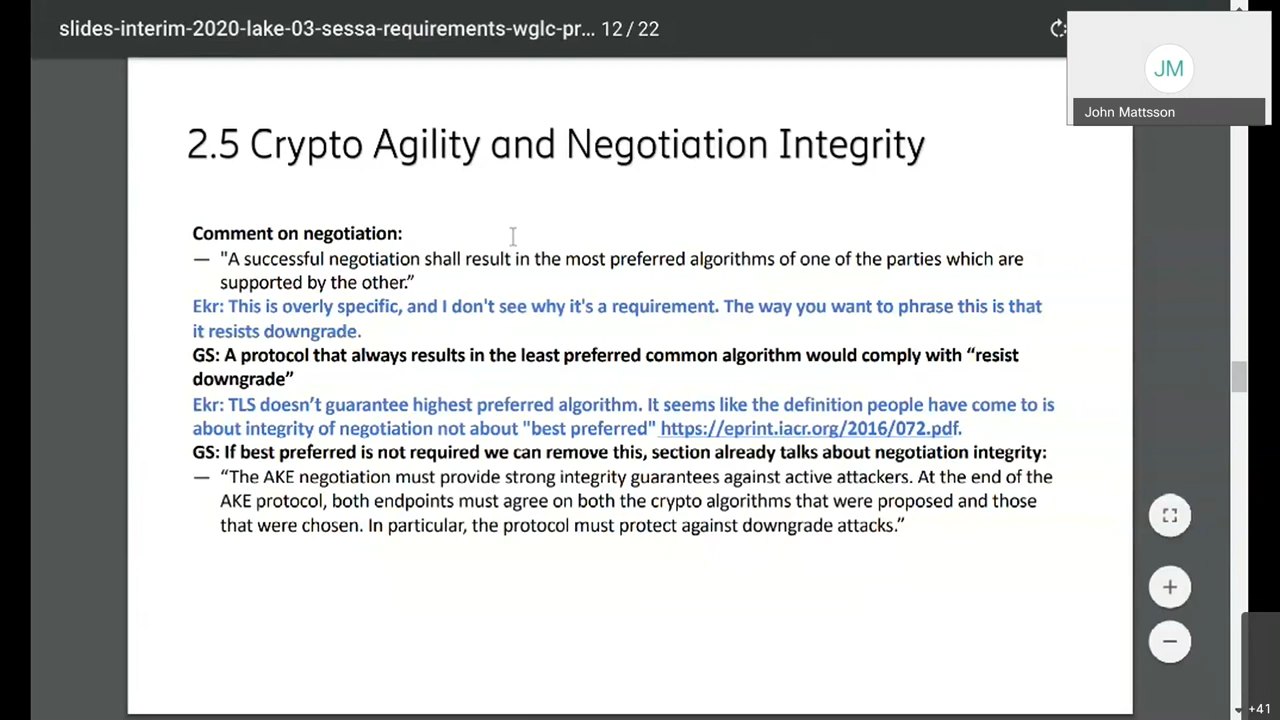 slides-interim-2020-lake-03-sessa-requirements-wglc-pr... 12 / 22
JM
John Mattsson
2.5 Crypto Agility and Negotiation Integrity
Comment on negotiation:
— "A successful negotiation shall result in the most preferred algorithms of one of the parties which are
supported by the other.”
Ekr: This is overly specific, and I don't see why it's a requirement. The way you want to phrase this is that
it resists downgrade.
GS: A protocol that always results in the least preferred common algorithm would comply with “resist
downgrade”
Ekr: TLS doesn’t guarantee highest preferred algorithm. It seems like the definition people have come to is
about integrity of negotiation not about "best preferred" https://eprint.iacr.org/2016/072.pdf.
GS: If best preferred is not required we can remove this, section already talks about negotiation integrity:
— “The AKE negotiation must provide strong integrity guarantees against active attackers. At the end of the
AKE protocol, both endpoints must agree on both the crypto algorithms that were proposed and those
that were chosen. In particular, the protocol must protect against downgrade attacks.”
+41